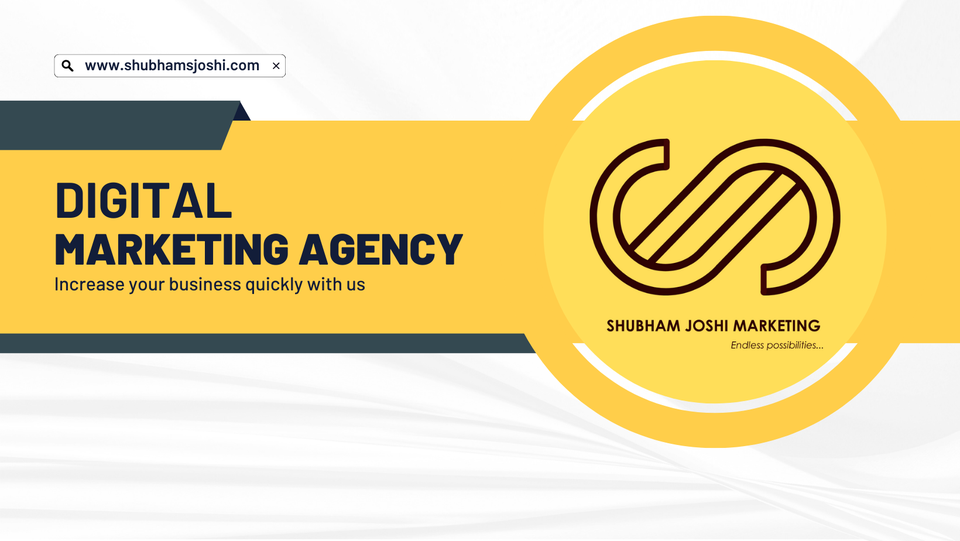 www.shubhamsjoshi.com
DIGITAL
MARKETING AGENCY
Increase your business quickly with us
SHUBHAM JOSHI MARKETING
Endless possibilities...